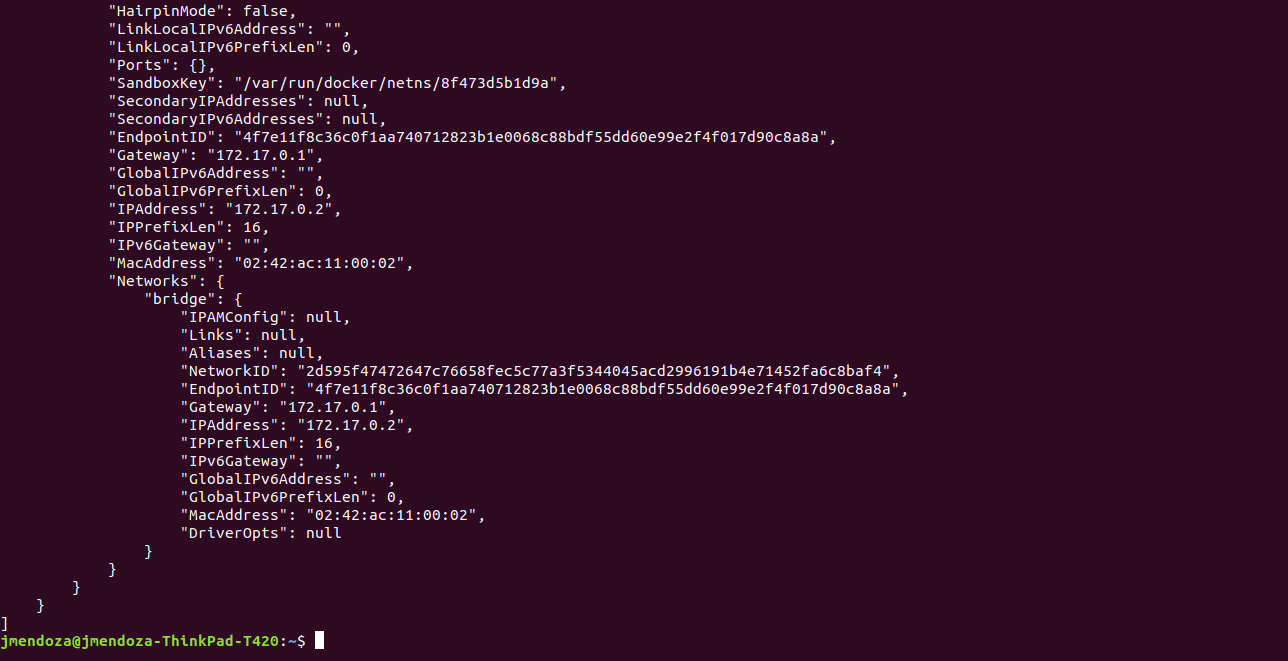 "HairpinMode": false,
"LinkLocalIPv6Address": "",
"LinkLocalIPv6PrefixLen": 0,
"Ports": {},
"SandboxKey": "/var/run/docker/netns/8f473d5b1d9a",
"SecondaryIPAddresses": null,
"SecondaryIPv6Addresses": null,
"EndpointID": "4f7e11f8c36c0f1aa740712823b1e0068c88bdf55dd60e99e2f4f017d90c8a8a",
"Gateway": "172.17.0.1",
"GlobalIPv6Address": "",
"GlobalIPv6PrefixLen": 0,
"IPAddress": "172.17.0.2",
"IPPrefixLen": 16,
"IPv6Gateway": "",
"MacAddress": "02:42:ac:11:00:02",
"Networks": {
"bridge": {
"IPAMConfig": null,
"Links": null,
"Aliases": null,
"NetworkID": "2d595f47472647c76658fec5c77a3f5344045acd2996191b4e71452fa6c8baf4",
"EndpointID": "4f7e11f8c36c0f1aa740712823b1e0068c88bdf55dd60e99e2f4f017d90c8a8a",
"Gateway": "172.17.0.1",
"IPAddress": "172.17.0.2",
"IPPrefixLen": 16,
"IPv6Gateway": "",
"GlobalIPv6Address": "",
"GlobalIPv6PrefixLen": 0,
"MacAddress": "02:42:ac:11:00:02",
"DriverOpts": null
}
}
}
}
]
jmendoza@jmendoza-ThinkPad-T420:~$